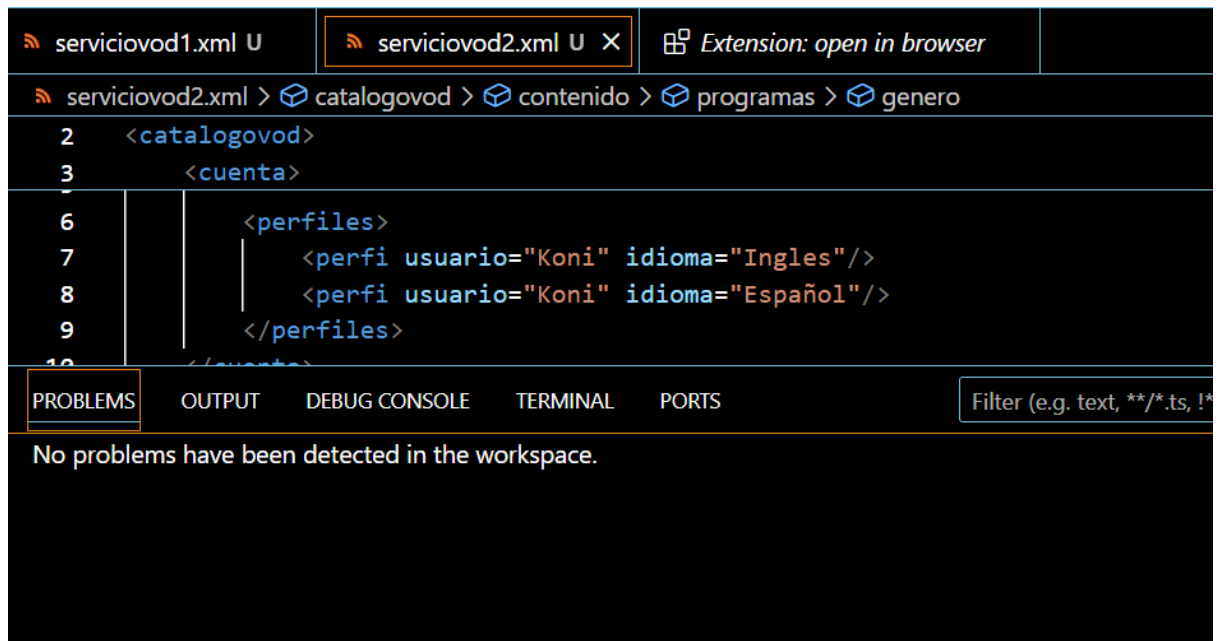 serviciovod1.xml U serviciovod2.xml U × Extension: open in browser
serviciovod2.xml > catalogovod > contenido > programas > genero
2 <catalogovod>
3 <cuenta>
6 <perfiles>
7 <perfi usuario="Koni" idioma="Ingles"/>
8 <perfi usuario="Koni" idioma="Español"/>
9 </perfiles>
10 </cuenta>
PROBLEMS OUTPUT DEBUG CONSOLE TERMINAL PORTS Filter (e.g. text, **/*.ts, !*
No problems have been detected in the workspace.